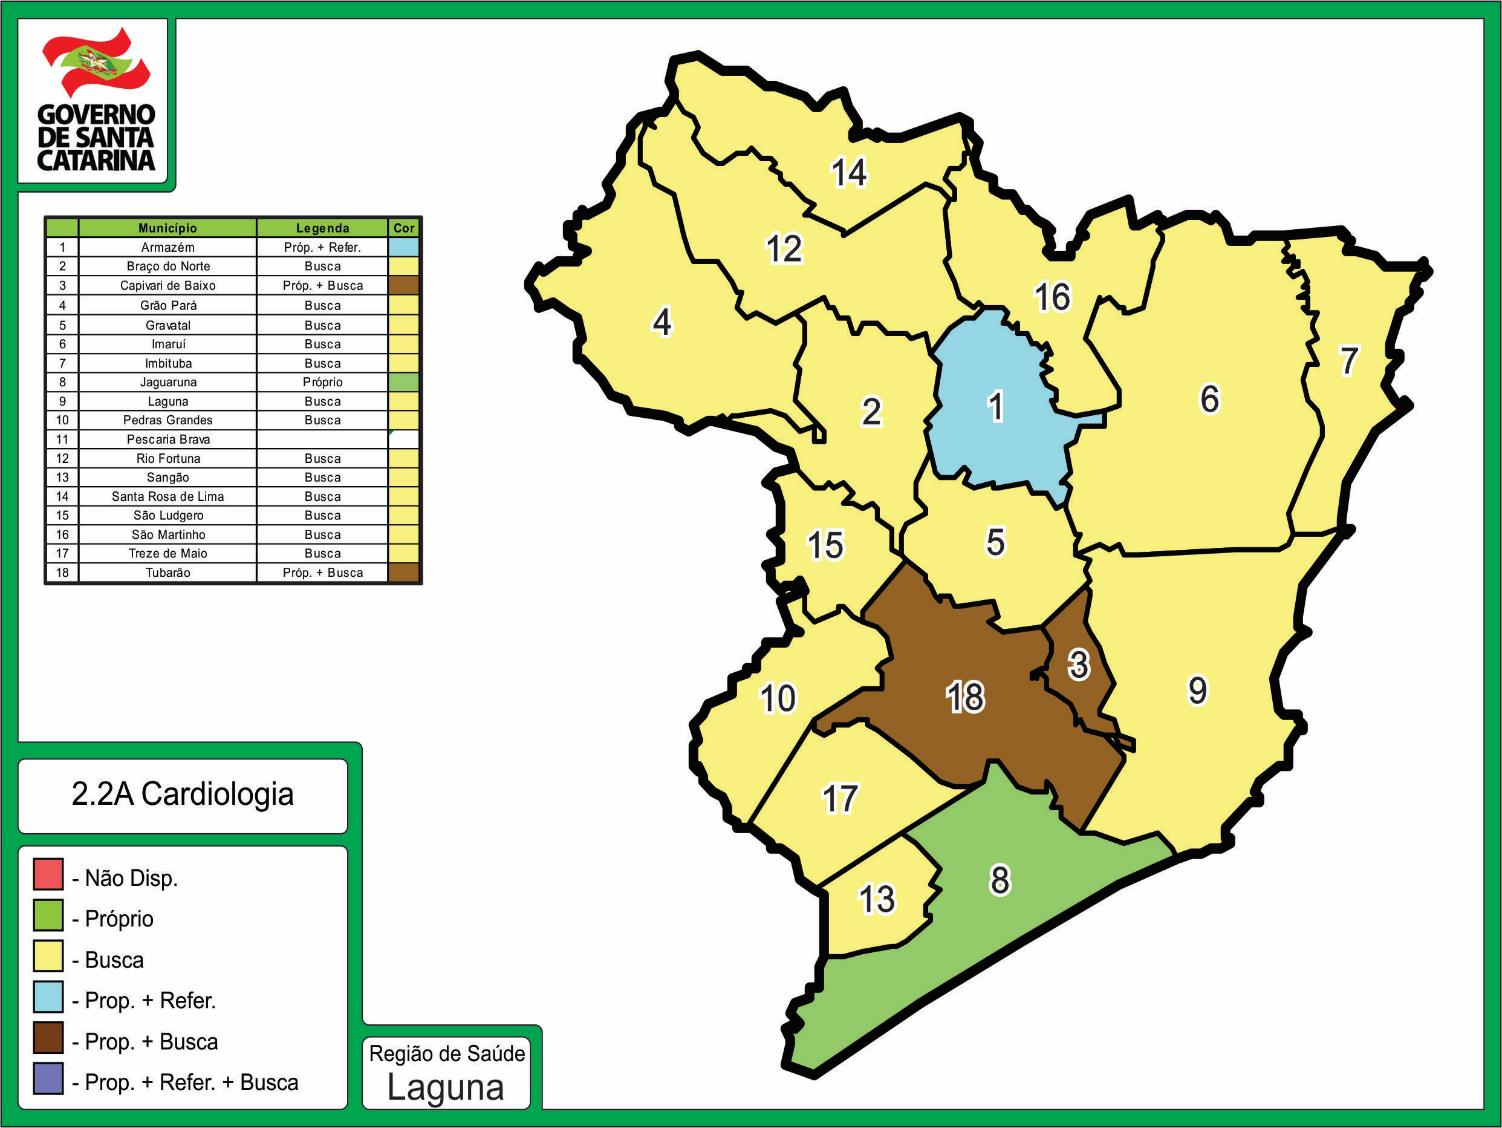 GOVERNO
DE SANTA
CATARINA
Município Legenda Cor
1 Armazém Próp. + Refer.
2 Braço do Norte Busca
3 Capivari de Baixo Próp. + Busca
4 Grão Pará Busca
5 Gravatal Busca
6 Imaruí Busca
7 Imbituba Busca
8 Jaguaruna Próprio
9 Laguna Busca
10 Pedras Grandes Busca
11 Pescaria Brava
12 Rio Fortuna Busca
13 Sangão Busca
14 Santa Rosa de Lima Busca
15 São Ludgero Busca
16 São Martinho Busca
17 Treze de Maio Busca
18 Tubarão Próp. + Busca
14
12
16
4
7
6
2
1
15
5
3
18
10
9
17
8
13
2.2A Cardiologia
- Não Disp.
- Próprio
- Busca
- Prop. + Refer.
- Prop. + Busca
- Prop. + Refer. + Busca
Região de Saúde
Laguna